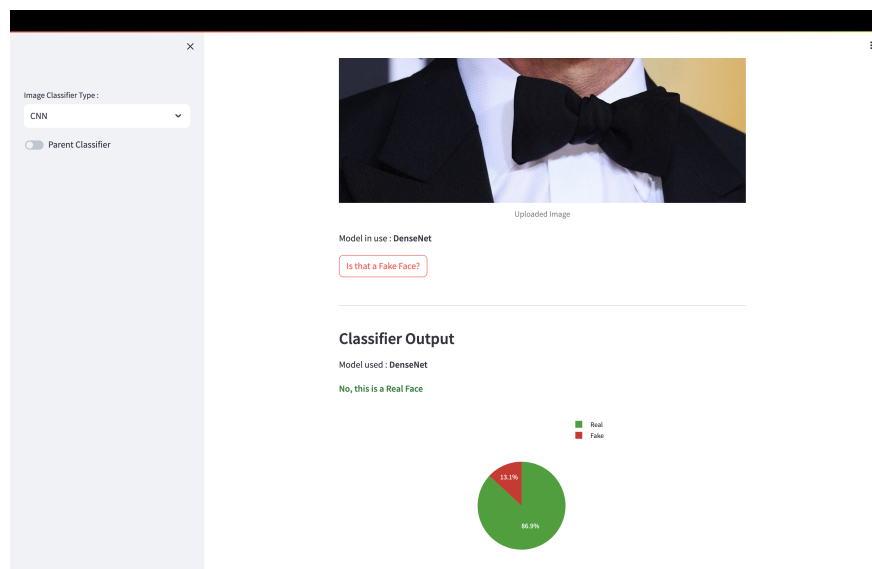 Image Classifier Type :
CNN
Parent Classifier
Uploaded Image
Model in use : DenseNet
Is that a Fake Face?
Classifier Output
Model used : DenseNet
No, this is a Real Face
Real
Fake
13.1%
86.9%